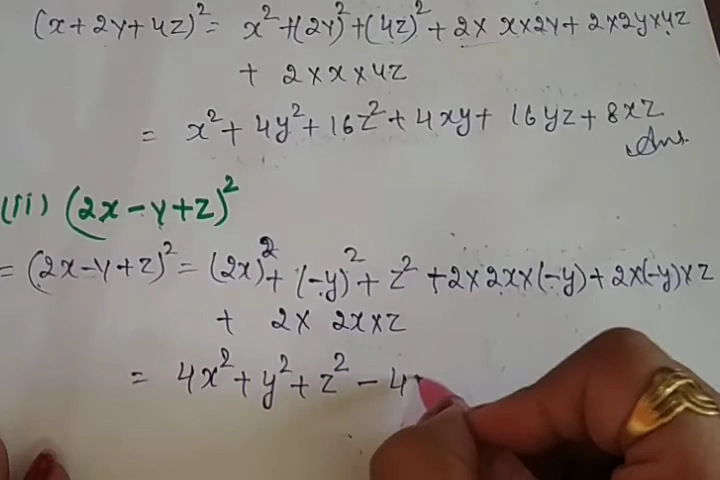 (x+2y+4z)² = x²+(2y)²+(4z)²+2× x×2y+2×2y×4z
+ 2×x×4z
= x²+4y²+16z²+4xy+16yz+8xz
Ans.
(ii) (2x-y+z)²
=(2x-y+z)²=(2x)²+(-y)²+z²+2×2x×(-y)+2×(-y)×z
+ 2× 2x×z
= 4x²+y²+z²-4